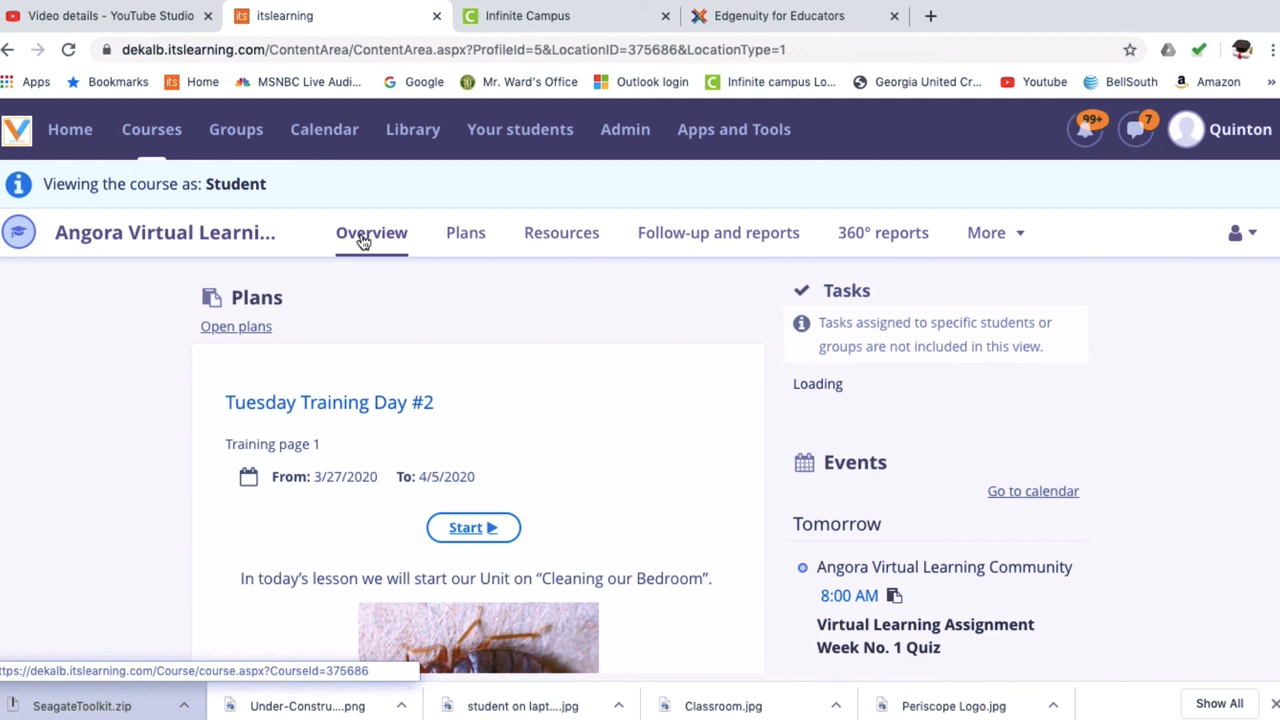 Video details - YouTube Studio × its itslearning × Infinite Campus × Edgenuity for Educators × +
dekalb.itslearning.com/ContentArea/ContentArea.aspx?ProfileId=5&LocationID=375686&LocationType=1
Apps Bookmarks its Home MSNBC Live Audi... Google Mr. Ward's Office Outlook login Infinite campus Lo... Georgia United Cr... Youtube BellSouth Amazon »
Home Courses Groups Calendar Library Your students Admin Apps and Tools 99+ 7 Quinton
Viewing the course as: Student
Angora Virtual Learni... Overview Plans Resources Follow-up and reports 360° reports More
Plans
Open plans
Tuesday Training Day #2
Training page 1
From: 3/27/2020 To: 4/5/2020
Start
In today's lesson we will start our Unit on “Cleaning our Bedroom”.
Tasks
Tasks assigned to specific students or
groups are not included in this view.
Loading
Events
Go to calendar
Tomorrow
Angora Virtual Learning Community
8:00 AM
Virtual Learning Assignment
Week No. 1 Quiz
ttps://dekalb.itslearning.com/Course/course.aspx?CourseId=375686
SeagateToolkit.zip Under-Constru....png student on lapt....jpg Classroom.jpg Periscope Logo.jpg Show All ×